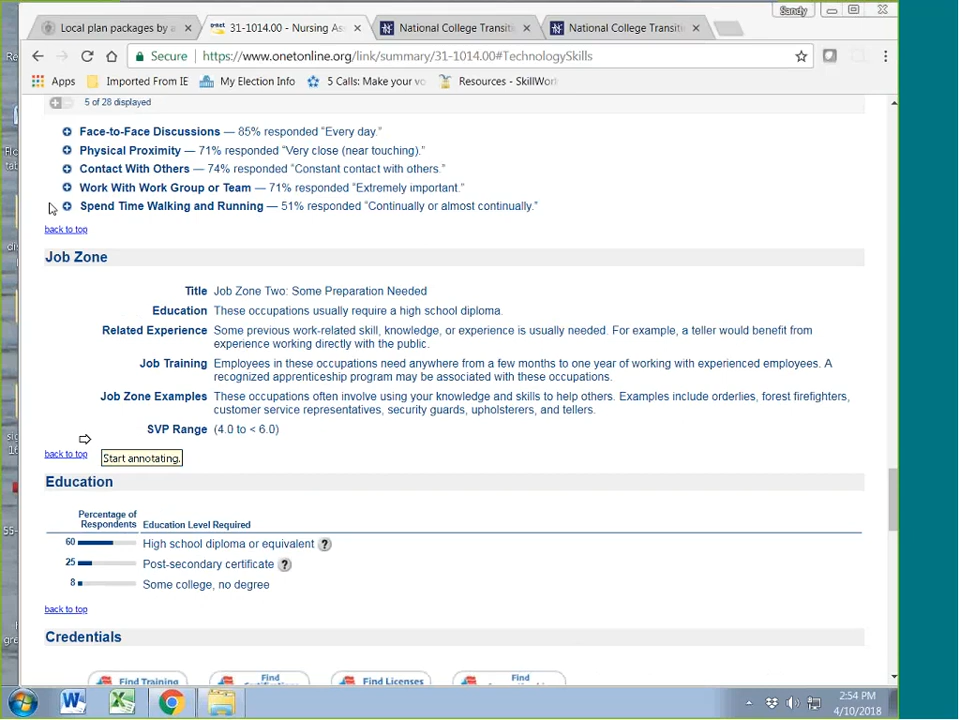 Sandy
Local plan packages by a
31-1014.00 - Nursing Ass
National College Transiti
National College Transiti
Secure
https://www.onetonline.org/link/summary/31-1014.00#TechnologySkills
Apps
Imported From IE
My Election Info
5 Calls: Make your vo
Resources - SkillWor
5 of 28 displayed
Face-to-Face Discussions — 85% responded "Every day."
Physical Proximity — 71% responded "Very close (near touching)."
Contact With Others — 74% responded "Constant contact with others."
Work With Work Group or Team — 71% responded "Extremely important."
Spend Time Walking and Running — 51% responded "Continually or almost continually."
back to top
Job Zone
Title Job Zone Two: Some Preparation Needed
Education These occupations usually require a high school diploma.
Related Experience Some previous work-related skill, knowledge, or experience is usually needed. For example, a teller would benefit from
experience working directly with the public.
Job Training Employees in these occupations need anywhere from a few months to one year of working with experienced employees. A
recognized apprenticeship program may be associated with these occupations.
Job Zone Examples These occupations often involve using your knowledge and skills to help others. Examples include orderlies, forest firefighters,
customer service representatives, security guards, upholsterers, and tellers.
SVP Range (4.0 to < 6.0)
back to top
Start annotating.
Education
Percentage of
Respondents Education Level Required
60 High school diploma or equivalent ?
25 Post-secondary certificate ?
8 Some college, no degree
back to top
Credentials
Find Training
Find
Find Licenses
Find
2:54 PM
4/10/2018